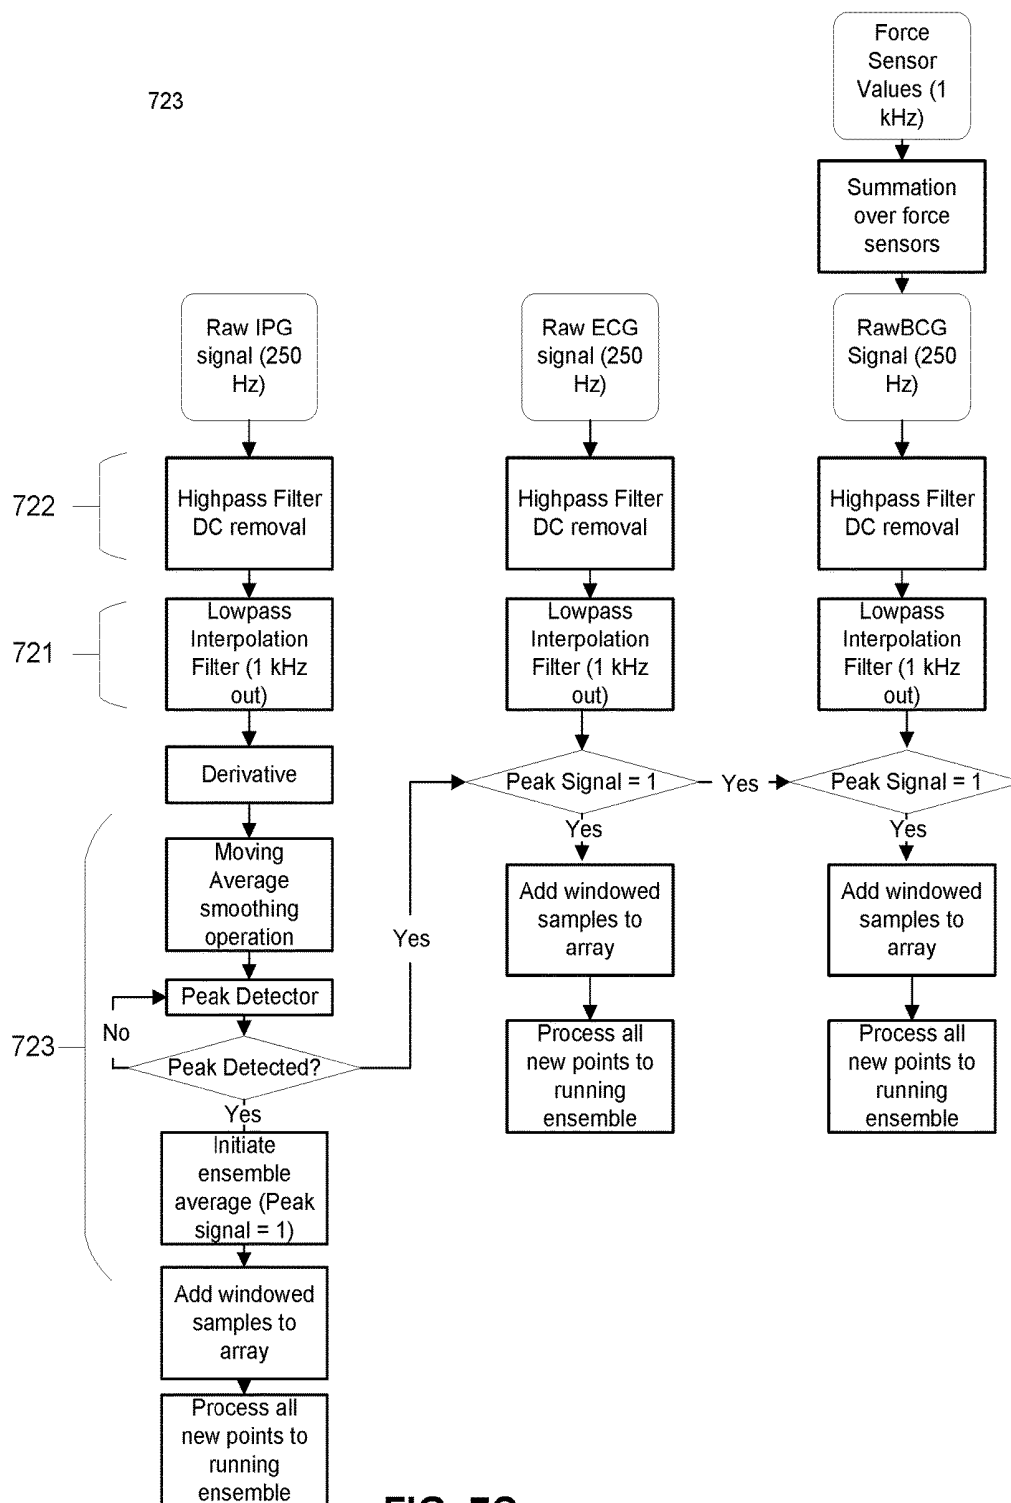 Force
Sensor
Values (1
kHz)
723
Summation
over force
sensors
Raw IPG
signal (250
Hz)
Raw ECG
signal (250
Hz)
RawBCG
Signal (250
Hz)
722
Highpass Filter
DC removal
Highpass Filter
DC removal
Highpass Filter
DC removal
721
Lowpass
Interpolation
Filter (1 kHz
out)
Lowpass
Interpolation
Filter (1 kHz
out)
Lowpass
Interpolation
Filter (1 kHz
out)
Derivative
Peak Signal = 1
Yes
Peak Signal = 1
Yes
Yes
Moving
Average
smoothing
operation
Add windowed
samples to
array
Add windowed
samples to
array
Yes
Peak Detector
No
723
Peak Detected?
Process all
new points to
running
ensemble
Process all
new points to
running
ensemble
Yes
Initiate
ensemble
average (Peak
signal = 1)
Add windowed
samples to
array
Process all
new points to
running
ensemble